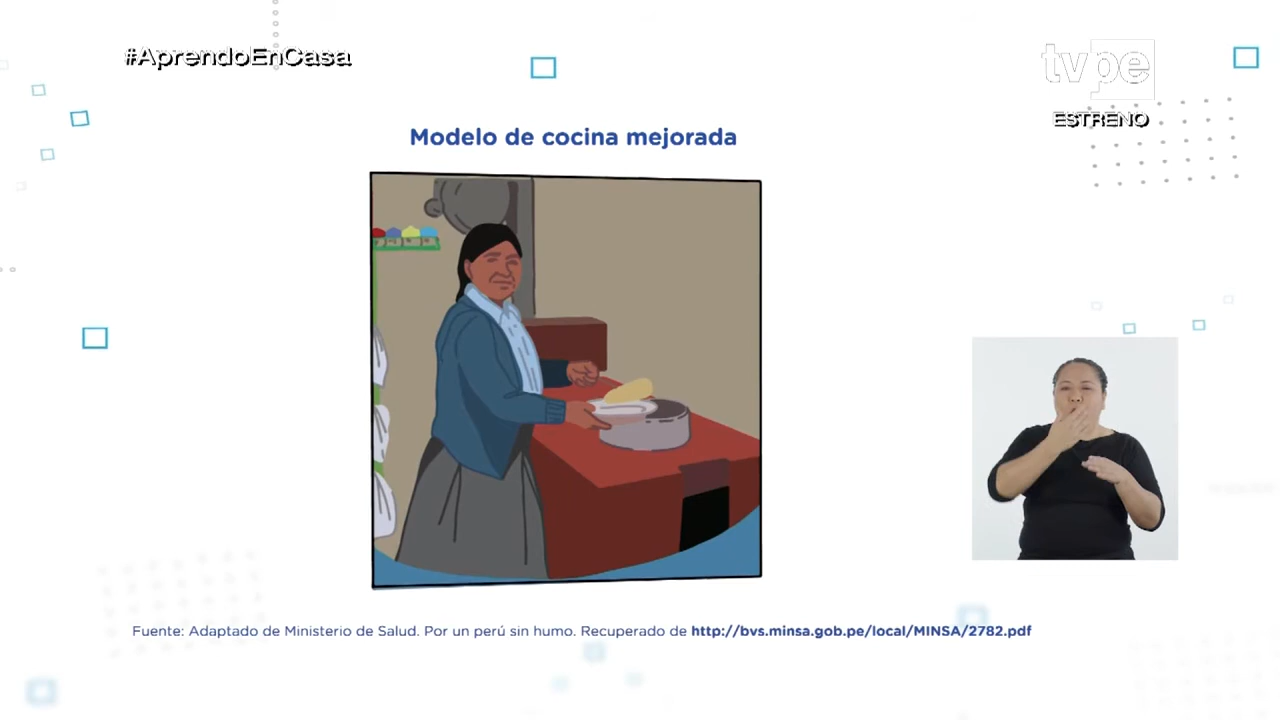 #AprendoEnCasa
tvpe
ESTRENO
Modelo de cocina mejorada
Fuente: Adaptado de Ministerio de Salud. Por un perú sin humo. Recuperado de http://bvs.minsa.gob.pe/local/MINSA/2782.pdf